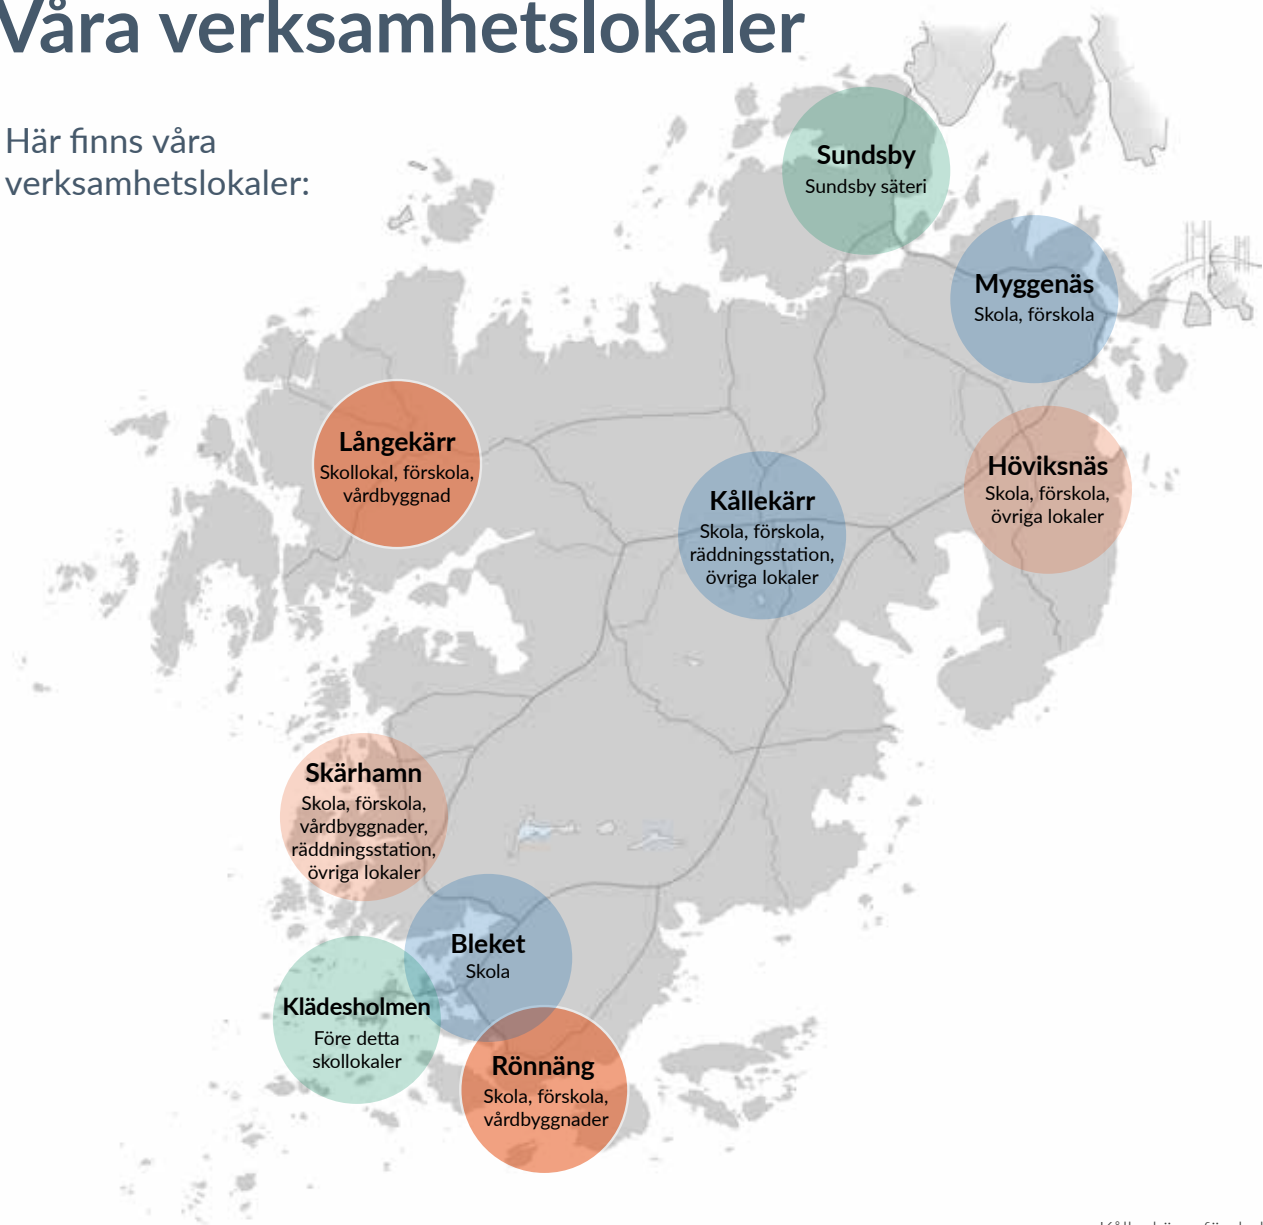 Våra verksamhetslokaler
Här finns våra
verksamhetslokaler:
Sundsby
Sundsby säteri
Myggenäs
Skola, förskola
Långekärr
Skollokal, förskola,
vårdbyggnad
Kållekärr
Skola, förskola,
räddningsstation,
övriga lokaler
Höviksnäs
Skola, förskola,
övriga lokaler
Skärhamn
Skola, förskola,
vårdbyggnader,
räddningsstation,
övriga lokaler
Bleket
Skola
Klädesholmen
Före detta
skollokaler
Rönnäng
Skola, förskola,
vårdbyggnader